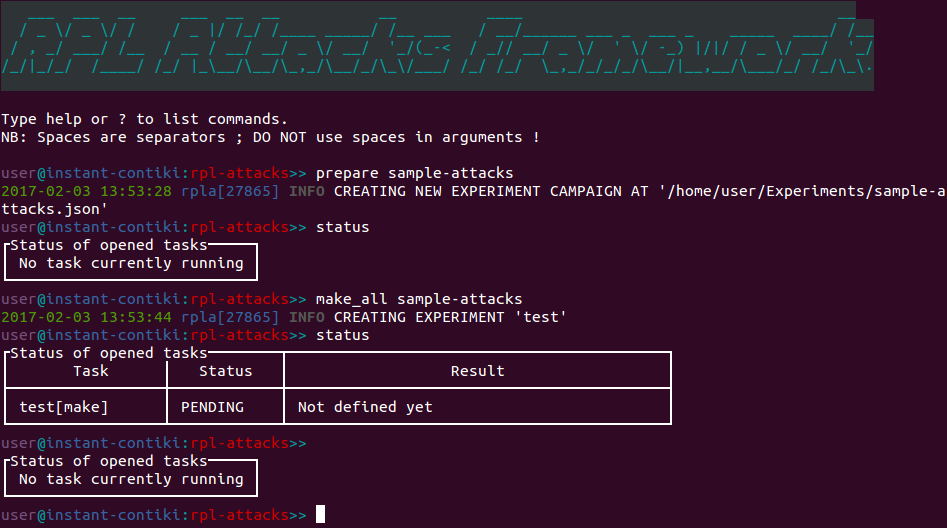 RPL Attacks Framework
Type help or ? to list commands.
NB: Spaces are separators ; DO NOT use spaces in arguments !
user@instant-contiki:rpl-attacks>> prepare sample-attacks
2017-02-03 13:53:28 rpla[27865] INFO CREATING NEW EXPERIMENT CAMPAIGN AT '/home/user/Experiments/sample-a
ttacks.json'
user@instant-contiki:rpl-attacks>> status
Status of opened tasks
No task currently running
user@instant-contiki:rpl-attacks>> make_all sample-attacks
2017-02-03 13:53:44 rpla[27865] INFO CREATING EXPERIMENT 'test'
user@instant-contiki:rpl-attacks>> status
Status of opened tasks
Task Status Result
test[make] PENDING Not defined yet
user@instant-contiki:rpl-attacks>>
Status of opened tasks
No task currently running
user@instant-contiki:rpl-attacks>>